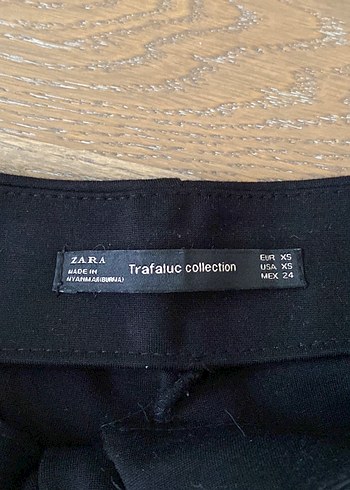 ZARA
MADE IN
MYANMAR(BURMA)
Trafaluc collection
EUR XS
USA XS
MEX 24